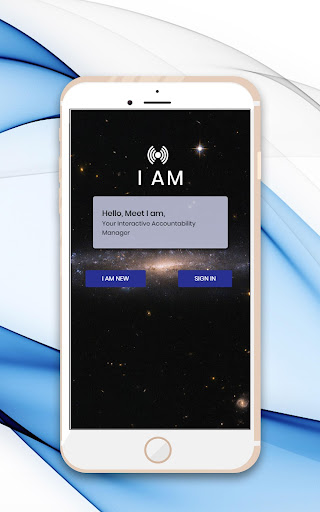 I AM
Hello, Meet I am,
Your Interactive Accountability
Manager
I AM NEW
SIGN IN